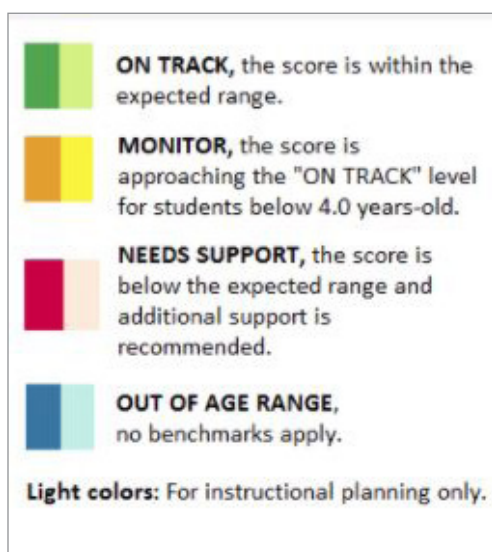 ON TRACK, the score is within the
expected range.
MONITOR, the score is
approaching the "ON TRACK" level
for students below 4.0 years-old.
NEEDS SUPPORT, the score is
below the expected range and
additional support is
recommended.
OUT OF AGE RANGE,
no benchmarks apply.
Light colors: For instructional planning only.